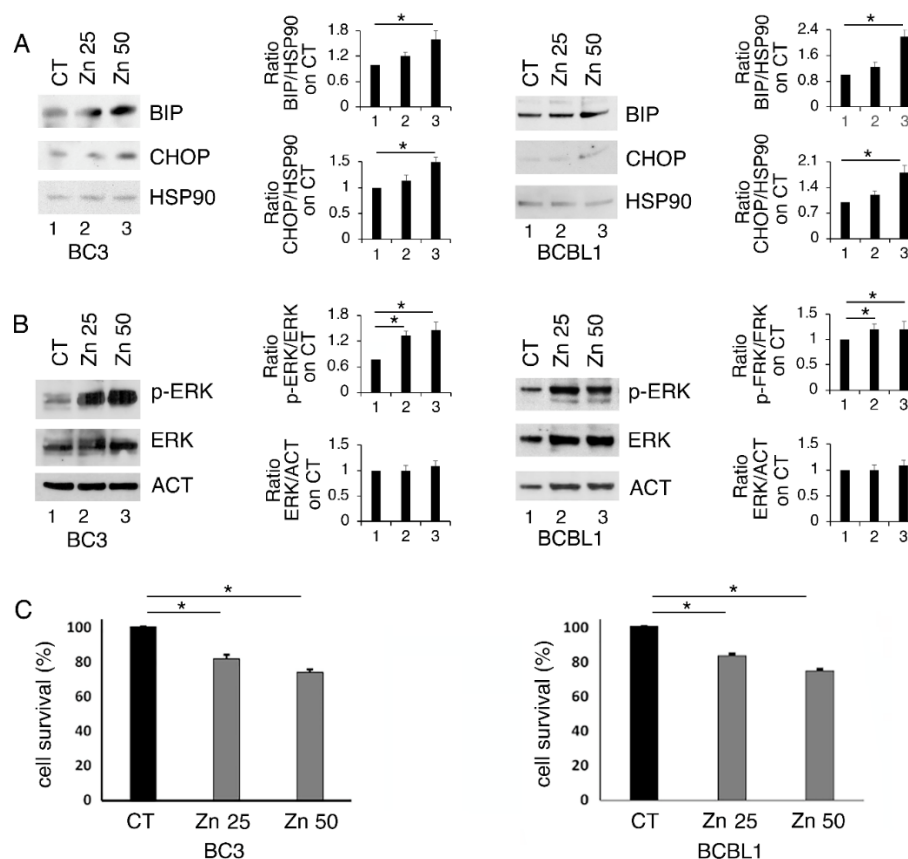 A
CT
Zn 25
Zn 50
BIP
CHOP
HSP90
1 2 3
BC3
Ratio
BIP/HSP90
on CT
1.8
1.2
0.6
0
1 2 3
*
Ratio
CHOP/HSP90
on CT
1.5
1
0.5
0
1 2 3
*
CT
Zn 25
Zn 50
BIP
CHOP
HSP90
1 2 3
BCBL1
Ratio
BIP/HSP90
on CT
2.4
1.8
1.2
0.6
0
1 2 3
*
Ratio
CHOP/HSP90
on CT
2.1
1.4
0.7
0
1 2 3
*
B
CT
Zn 25
Zn 50
p-ERK
ERK
ACT
1 2 3
BC3
Ratio
p-ERK/ERK
on CT
1.8
1.2
0.6
0
1 2 3
*
*
Ratio
ERK/ACT
on CT
1.5
1
0.5
0
1 2 3
CT
Zn 25
Zn 50
p-ERK
ERK
ACT
1 2 3
BCBL1
Ratio
p-FRK/FRK
on CT
1.5
1
0.5
0
1 2 3
*
*
Ratio
ERK/ACT
on CT
1.5
1
0.5
0
1 2 3
C
cell survival (%)
100
80
60
40
20
0
*
*
CT Zn 25 Zn 50
BC3
cell survival (%)
100
80
60
40
20
0
*
*
CT Zn 25 Zn 50
BCBL1